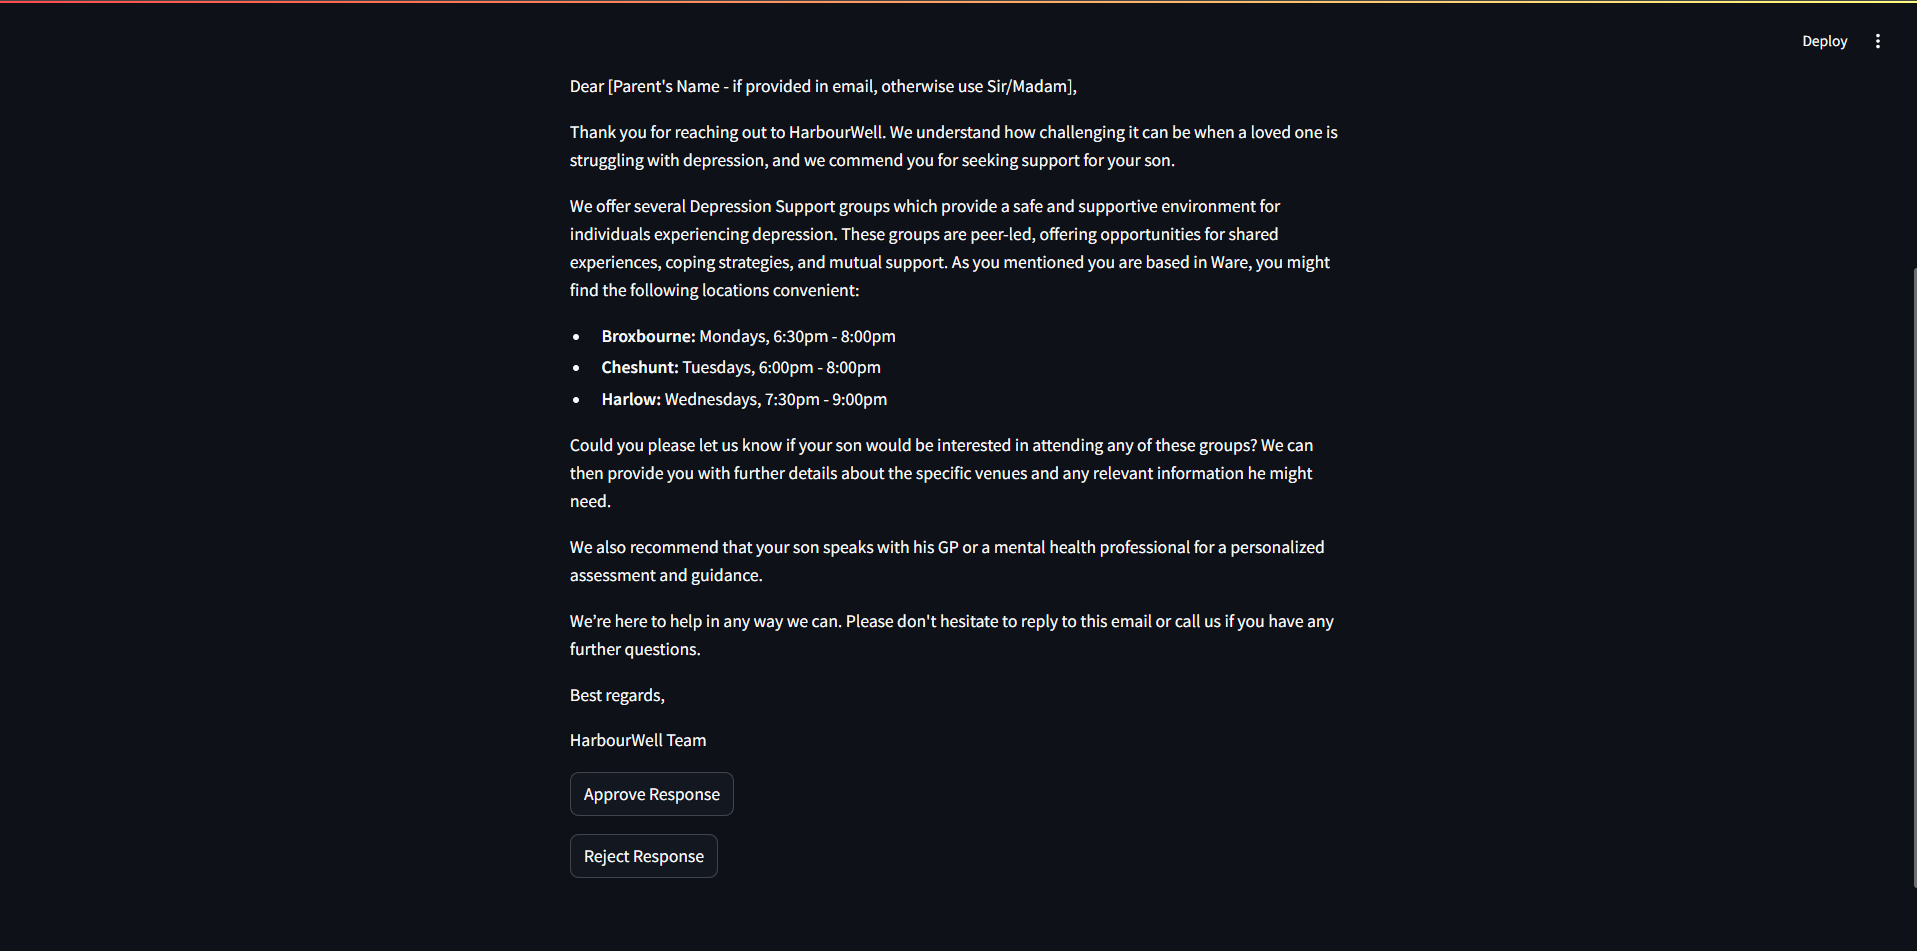 Deploy
Dear [Parent's Name - if provided in email, otherwise use Sir/Madam],
Thank you for reaching out to HarbourWell. We understand how challenging it can be when a loved one is
struggling with depression, and we commend you for seeking support for your son.
We offer several Depression Support groups which provide a safe and supportive environment for
individuals experiencing depression. These groups are peer-led, offering opportunities for shared
experiences, coping strategies, and mutual support. As you mentioned you are based in Ware, you might
find the following locations convenient:
• Broxbourne: Mondays, 6:30pm - 8:00pm
• Cheshunt: Tuesdays, 6:00pm - 8:00pm
• Harlow: Wednesdays, 7:30pm - 9:00pm
Could you please let us know if your son would be interested in attending any of these groups? We can
then provide you with further details about the specific venues and any relevant information he might
need.
We also recommend that your son speaks with his GP or a mental health professional for a personalized
assessment and guidance.
We’re here to help in any way we can. Please don't hesitate to reply to this email or call us if you have any
further questions.
Best regards,
HarbourWell Team
Approve Response
Reject Response